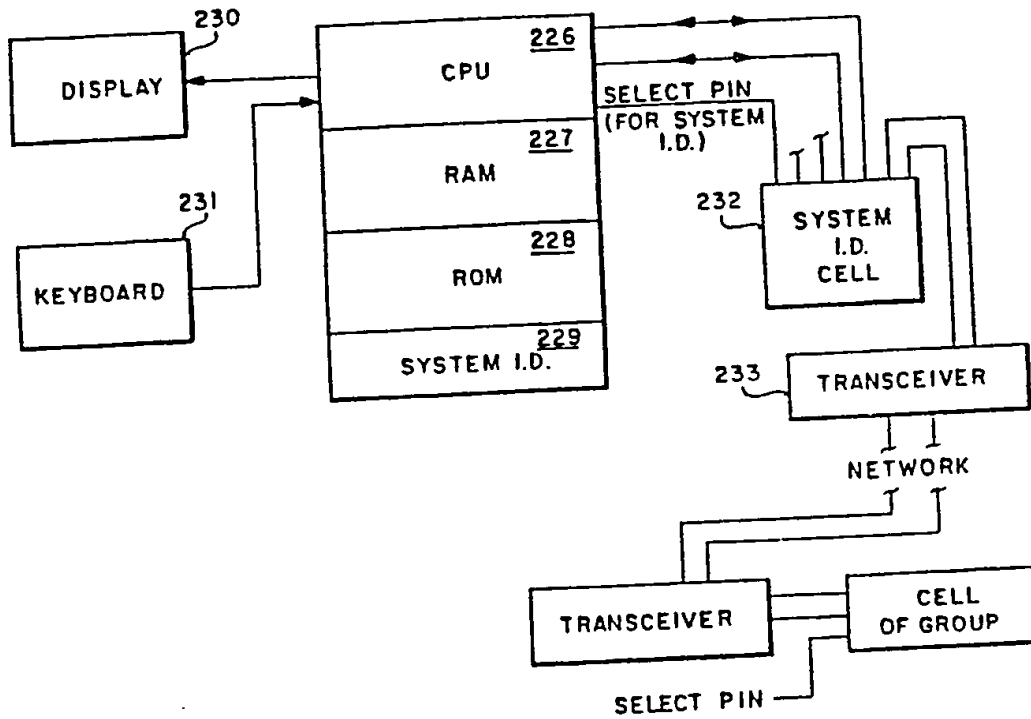 230
DISPLAY
231
KEYBOARD
226
CPU
227
RAM
228
ROM
229
SYSTEM I.D.
SELECT PIN
(FOR SYSTEM
I.D.)
232
SYSTEM
I.D.
CELL
233
TRANSCEIVER
NETWORK
TRANSCEIVER
CELL
OF GROUP
SELECT PIN